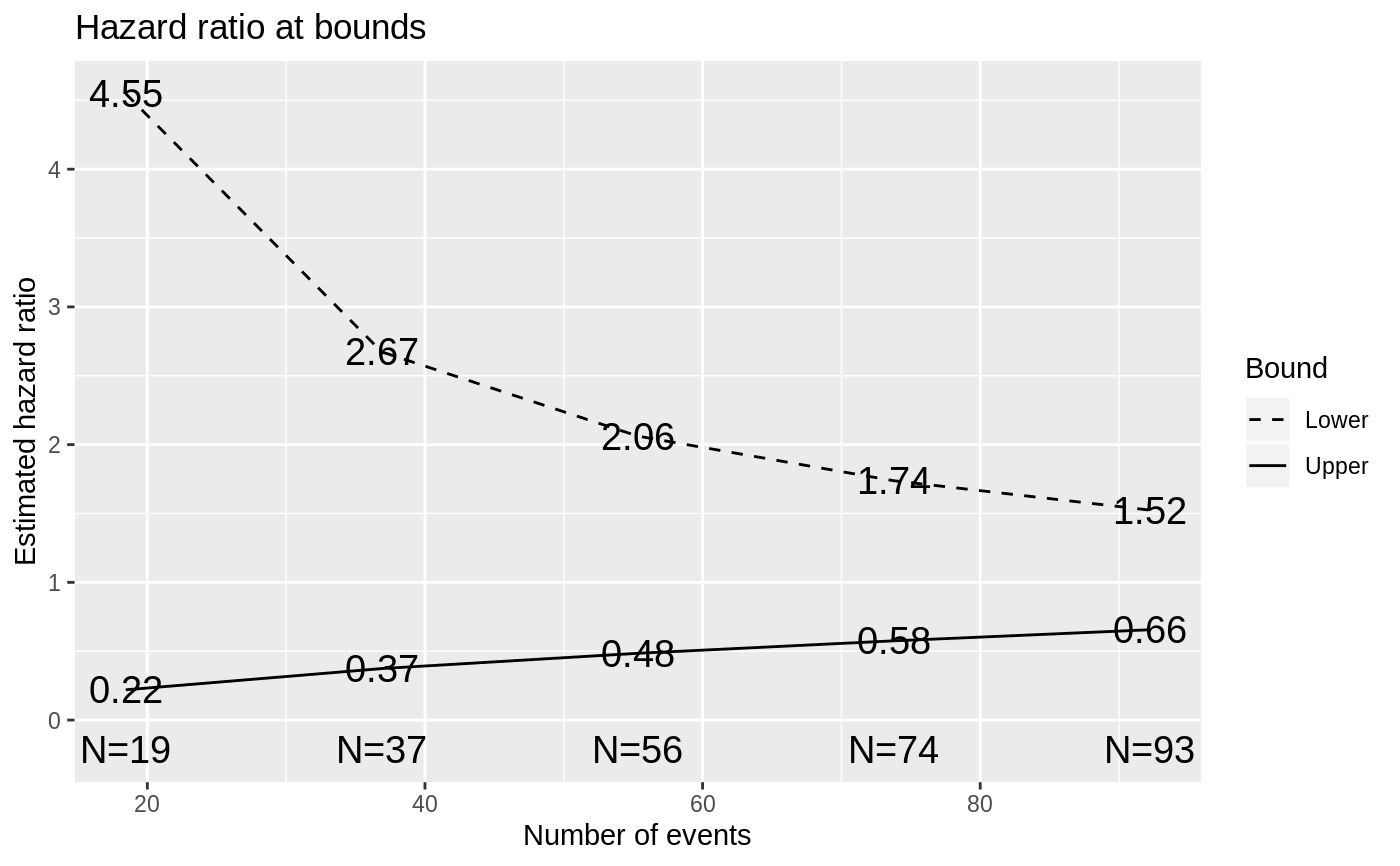 Hazard ratio at bounds
Estimated hazard ratio
4
3
2
1
0
4.55
2.67
2.06
1.74
1.52
0.22
0.37
0.48
0.58
0.66
N=19
N=37
N=56
N=74
N=93
20
40
60
80
Number of events
Bound
Lower
Upper